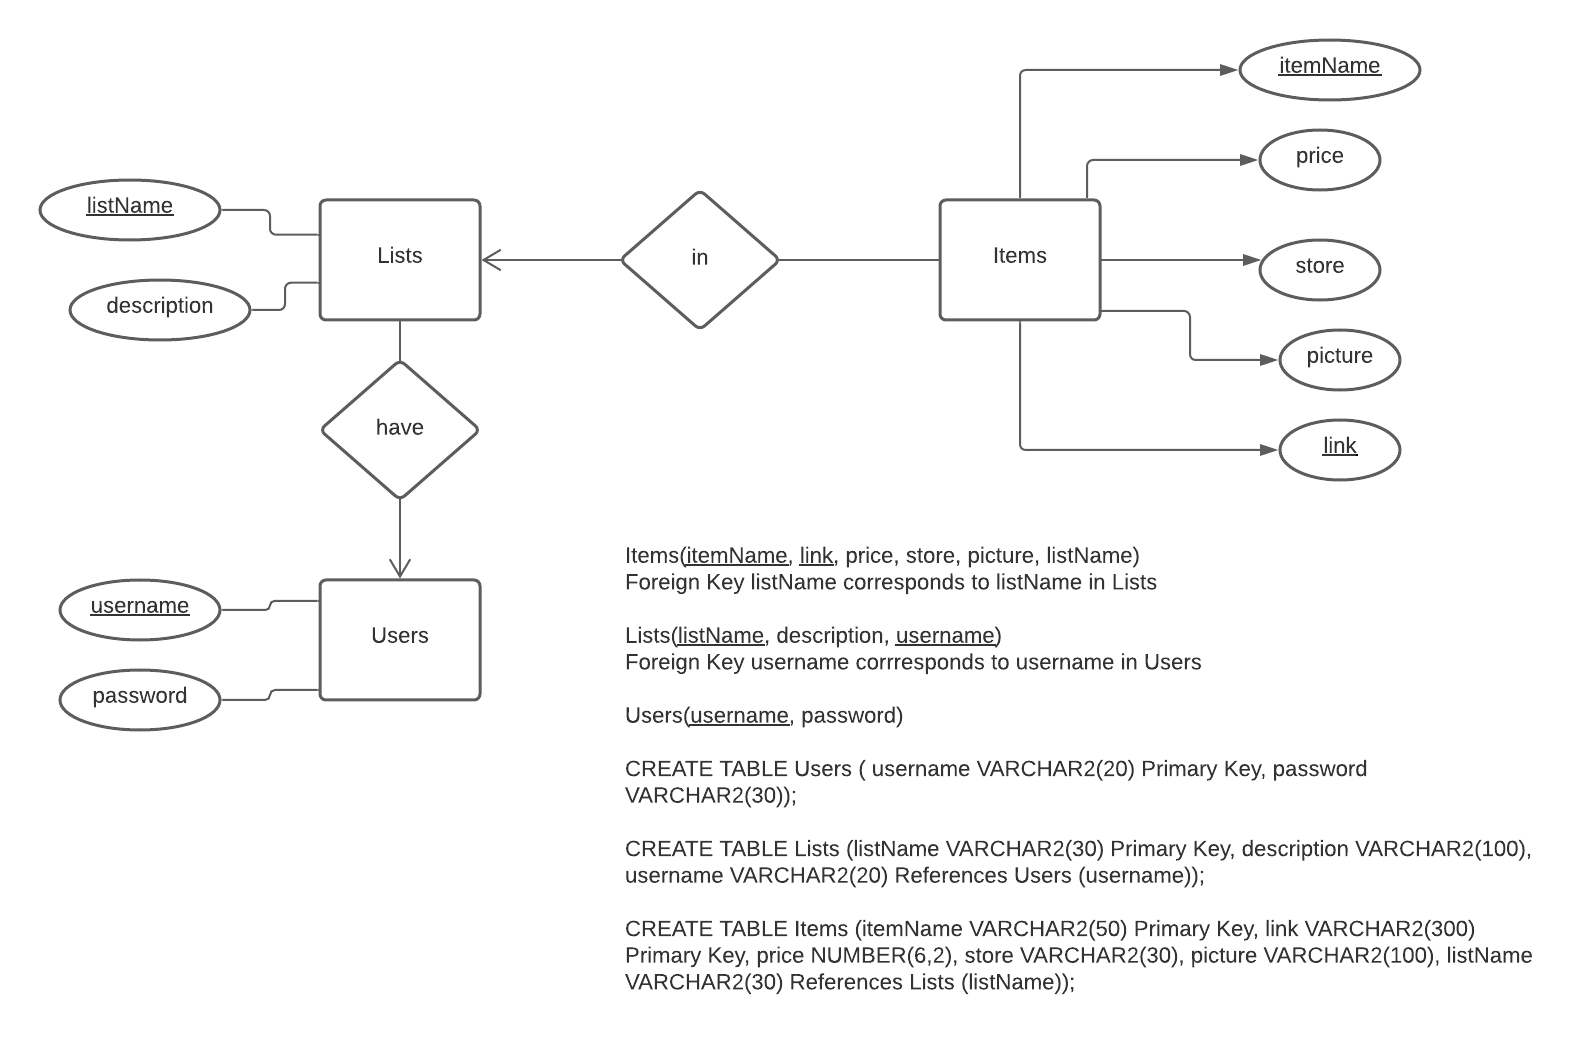 itemName
price
listName
Lists
in
Items
store
description
picture
have
link
Items(itemName, link, price, store, picture, listName)
Foreign Key listName corresponds to listName in Lists
username
Users
Lists(listName, description, username)
Foreign Key username corrresponds to username in Users
password
Users(username, password)
CREATE TABLE Users ( username VARCHAR2(20) Primary Key, password
VARCHAR2(30));
CREATE TABLE Lists (listName VARCHAR2(30) Primary Key, description VARCHAR2(100),
username VARCHAR2(20) References Users (username));
CREATE TABLE Items (itemName VARCHAR2(50) Primary Key, link VARCHAR2(300)
Primary Key, price NUMBER(6,2), store VARCHAR2(30), picture VARCHAR2(100), listName
VARCHAR2(30) References Lists (listName));